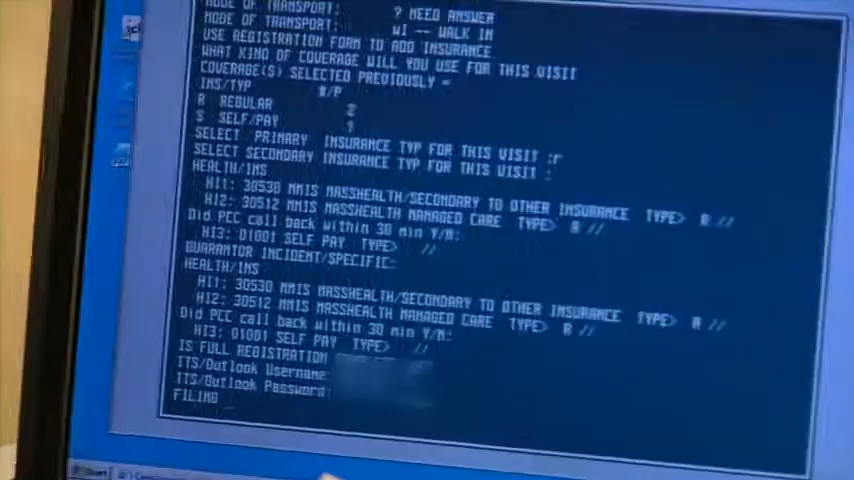 MODE OF TRANSPORT: ? NEED ANSWER
MODE OF TRANSPORT: WI -- WALK IN
USE REGISTRATION FORM TO ADD INSURANCE
WHAT KIND OF COVERAGE WILL YOU USE FOR THIS VISIT
COVERAGE(S) SELECTED PREVIOUSLY =
INS/TYP #/P
R REGULAR 2
S SELF/PAY 1
SELECT PRIMARY INSURANCE TYP FOR THIS VISIT :r
SELECT SECONDARY INSURANCE TYP FOR THIS VISIT :
HEALTH/INS
HI1: 30530 MMIS MASSHEALTH/SECONDARY TO OTHER INSURANCE TYPE> R //
HI2: 30512 MMIS MASSHEALTH MANAGED CARE TYPE> R //
Did PCC call back within 30 min Y/N:
HI3: 01001 SELF PAY TYPE> //
GUARANTOR INCIDENT/SPECIFIC:
HEALTH/INS
HI1: 30530 MMIS MASSHEALTH/SECONDARY TO OTHER INSURANCE TYPE> R //
HI2: 30512 MMIS MASSHEALTH MANAGED CARE TYPE> R //
Did PCC call back within 30 min Y/N:
HI3: 01001 SELF PAY TYPE> //
IS FULL REGISTRATION
ITS/Outlook Username:
ITS/Outlook Password:
FILING
Start